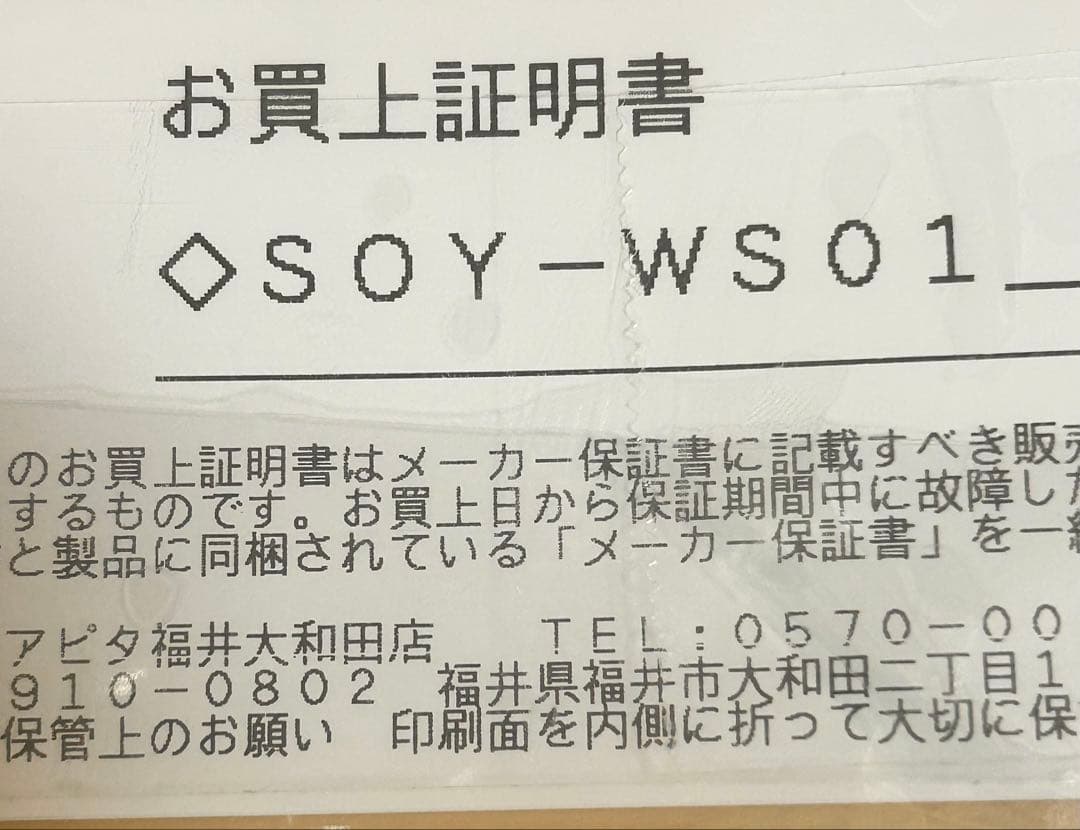 お買上証明書
◇SOY-WS01_
のお買上証明書はメーカー保証書に記載すべき販売
するものです。お買上日から保証期間中に故障した
と製品に同梱されている「メーカー保証書」を一緒
アピタ福井大和田店　TEL:0570-00
910-0802　福井県福井市大和田二丁目1
保管上のお願い　印刷面を内側に折って大切に保